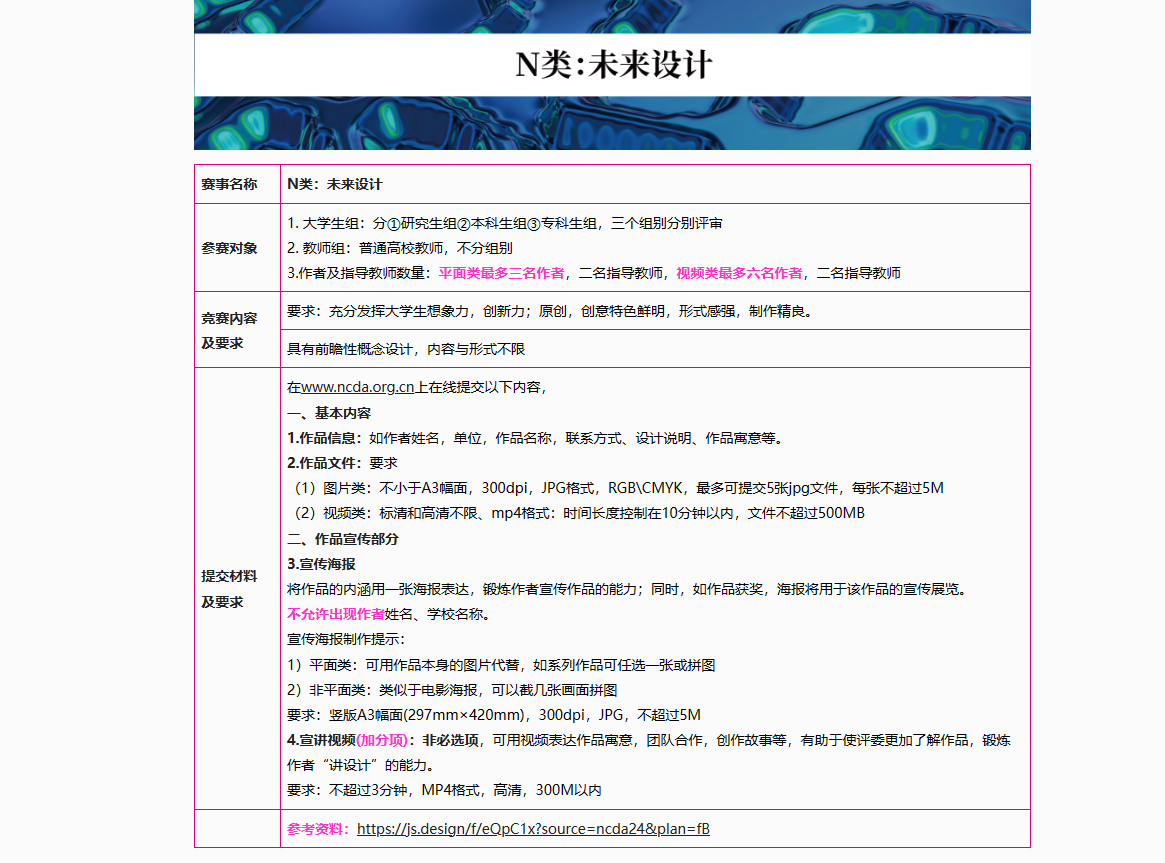 N类:未来设计
赛事名称
N类：未来设计
参赛对象
1. 大学生组：分①研究生组②本科生组③专科生组，三个组别分别评审
2. 教师组：普通高校教师，不分组别
3.作者及指导教师数量：平面类最多三名作者，二名指导教师，视频类最多六名作者，二名指导教师
竞赛内容
及要求
要求：充分发挥大学生想象力，创新力；原创，创意特色鲜明，形式感强，制作精良。
具有前瞻性概念设计，内容与形式不限
提交材料
及要求
在www.ncda.org.cn上在线提交以下内容，
一、基本内容
1.作品信息：如作者姓名，单位，作品名称，联系方式、设计说明、作品寓意等。
2.作品文件：要求
（1）图片类：不小于A3幅面，300dpi，JPG格式，RGB\CMYK，最多可提交5张jpg文件，每张不超过5M
（2）视频类：标清和高清不限、mp4格式：时间长度控制在10分钟以内，文件不超过500MB
二、作品宣传部分
3.宣传海报
将作品的内涵用一张海报表达，锻炼作者宣传作品的能力；同时，如作品获奖，海报将用于该作品的宣传展览。
不允许出现作者姓名、学校名称。
宣传海报制作提示：
1）平面类：可用作品本身的图片代替，如系列作品可任选一张或拼图
2）非平面类：类似于电影海报，可以截几张画面拼图
要求：竖版A3幅面(297mm×420mm)，300dpi，JPG，不超过5M
4.宣讲视频(加分项)：非必选项，可用视频表达作品寓意，团队合作，创作故事等，有助于使评委更加了解作品，锻炼
作者“讲设计”的能力。
要求：不超过3分钟，MP4格式，高清，300M以内
参考资料：https://js.design/f/eQpC1x?source=ncda24&plan=fB